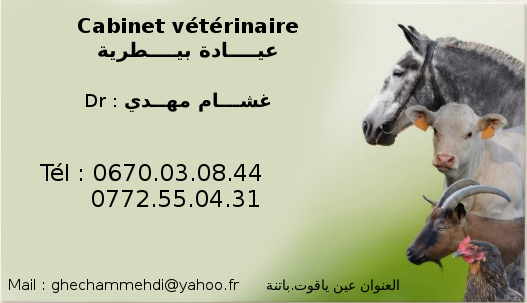 Cabinet vétérinaire
عيـــادة بيـــطرية
Dr : غشـــام مهــدي
Tél : 0670.03.08.44
0772.55.04.31
Mail : ghechammehdi@yahoo.fr العنوان عين ياقوت.باتنة